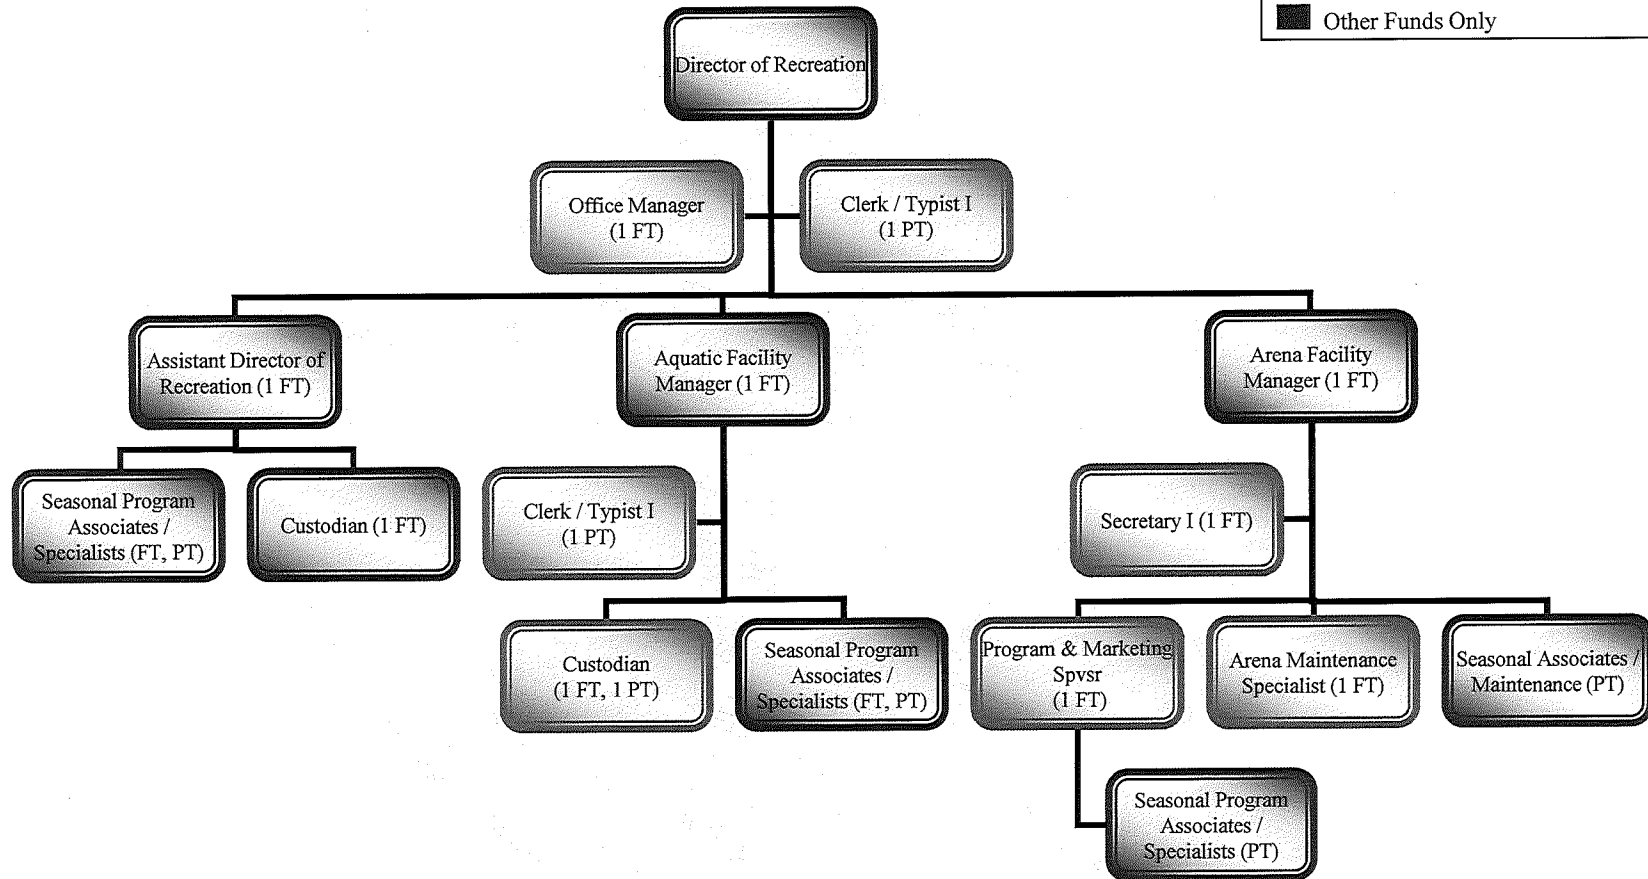 Other Funds Only
Director of Recreation
Office Manager
(1 FT)
Clerk / Typist I
(1 PT)
Assistant Director of
Recreation (1 FT)
Aquatic Facility
Manager (1 FT)
Arena Facility
Manager (1 FT)
Seasonal Program
Associates /
Specialists (FT, PT)
Custodian (1 FT)
Clerk / Typist I
(1 PT)
Secretary I (1 FT)
Custodian
(1 FT, 1 PT)
Seasonal Program
Associates /
Specialists (FT, PT)
Program & Marketing
Spvsr
(1 FT)
Arena Maintenance
Specialist (1 FT)
Seasonal Associates /
Maintenance (PT)
Seasonal Program
Associates /
Specialists (PT)